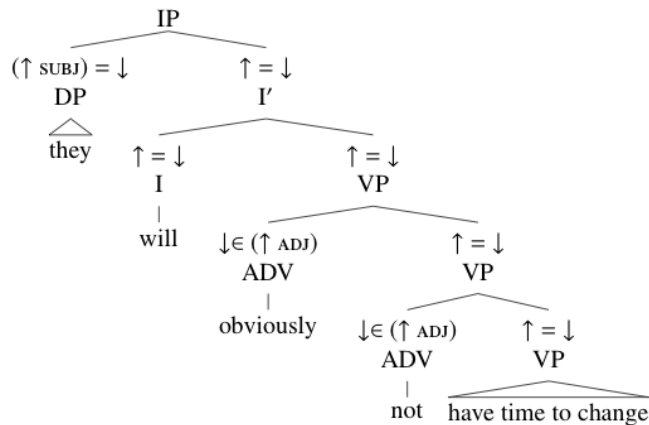 IP
(↑ SUBJ) = ↓ ↑ = ↓
DP I′
they
↑ = ↓ ↑ = ↓
I VP
will
↓∈ (↑ ADJ) ↑ = ↓
ADV VP
obviously
↓∈ (↑ ADJ) ↑ = ↓
ADV VP
not have time to change